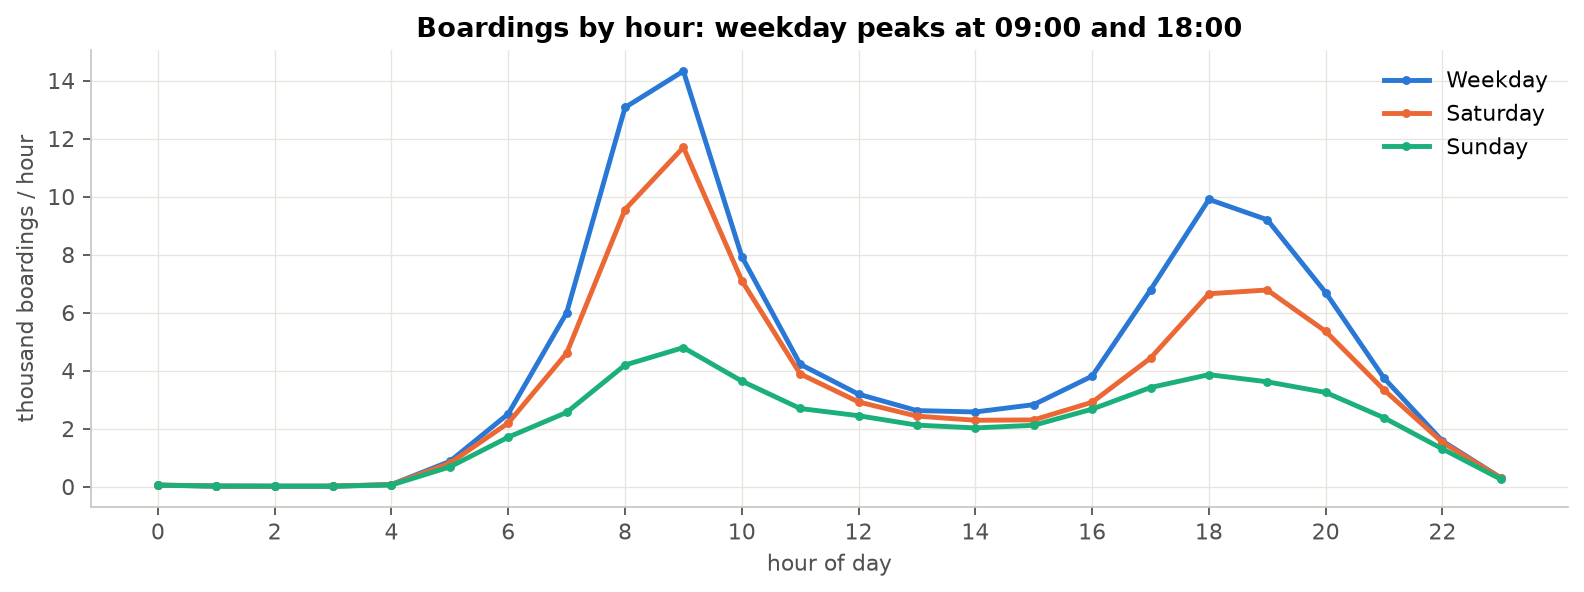 Boardings by hour: weekday peaks at 09:00 and 18:00
thousand boardings / hour
14
12
10
8
6
4
2
0
Weekday
Saturday
Sunday
0 2 4 6 8 10 12 14 16 18 20 22
hour of day